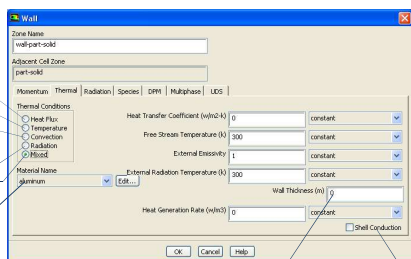 Wall
Zone Name
wall-part-solid
Adjacent Cell Zone
part-solid
Momentum Thermal Radiation Species DPM Multiphase UDS
Thermal Conditions
Heat Flux
Temperature
Convection
Radiation
Mixed
Material Name
aluminum Edit...
Heat Transfer Coefficient (w/m2-k) 0 constant
Free Stream Temperature (k) 300 constant
External Emissivity 1 constant
External Radiation Temperature (k) 300 constant
Wall Thickness (m) 0
Heat Generation Rate (w/m3) 0 constant
Shell Conduction
OK Cancel Help